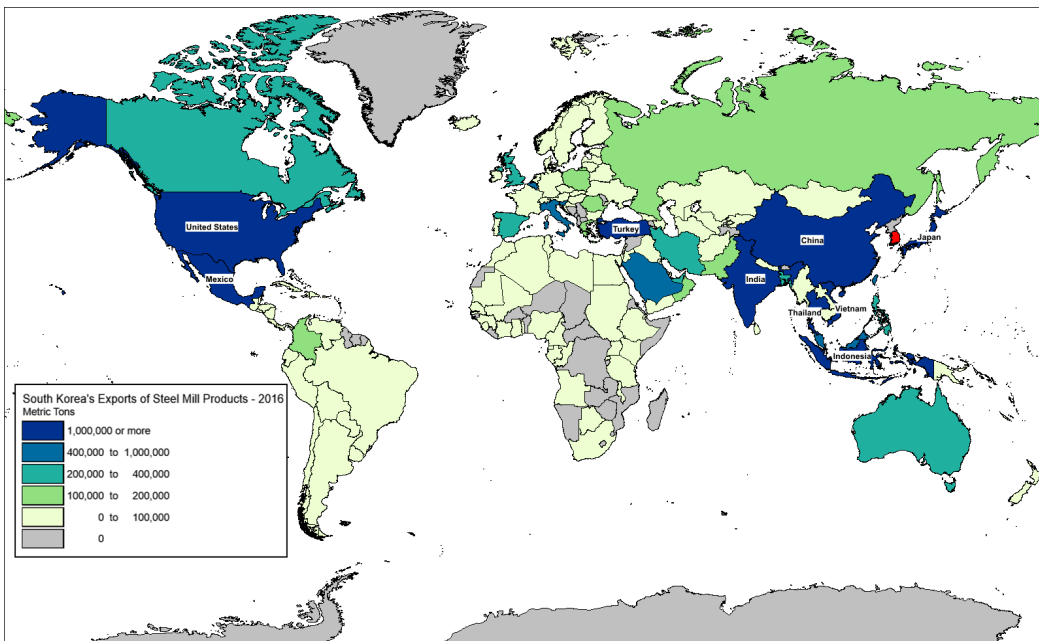 United States
Mexico
Turkey
China
Japan
India
Thailand
Vietnam
Indonesia
South Korea's Exports of Steel Mill Products - 2016
Metric Tons
1,000,000 or more
400,000 to 1,000,000
200,000 to 400,000
100,000 to 200,000
0 to 100,000
0